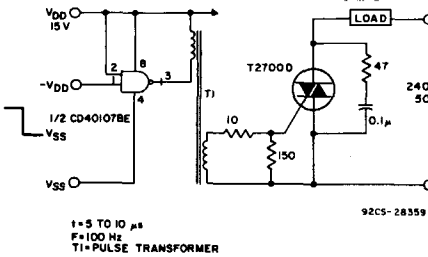 VDD
15 V
LOAD
8
2
1
3
T2700D
47
-VDD
T1
240
50
4
1/2 CD40107BE
0.1μ
VSS
10
150
VSS
92CS-28359
t=5 TO 10 μs
F=100 Hz
T1=PULSE TRANSFORMER